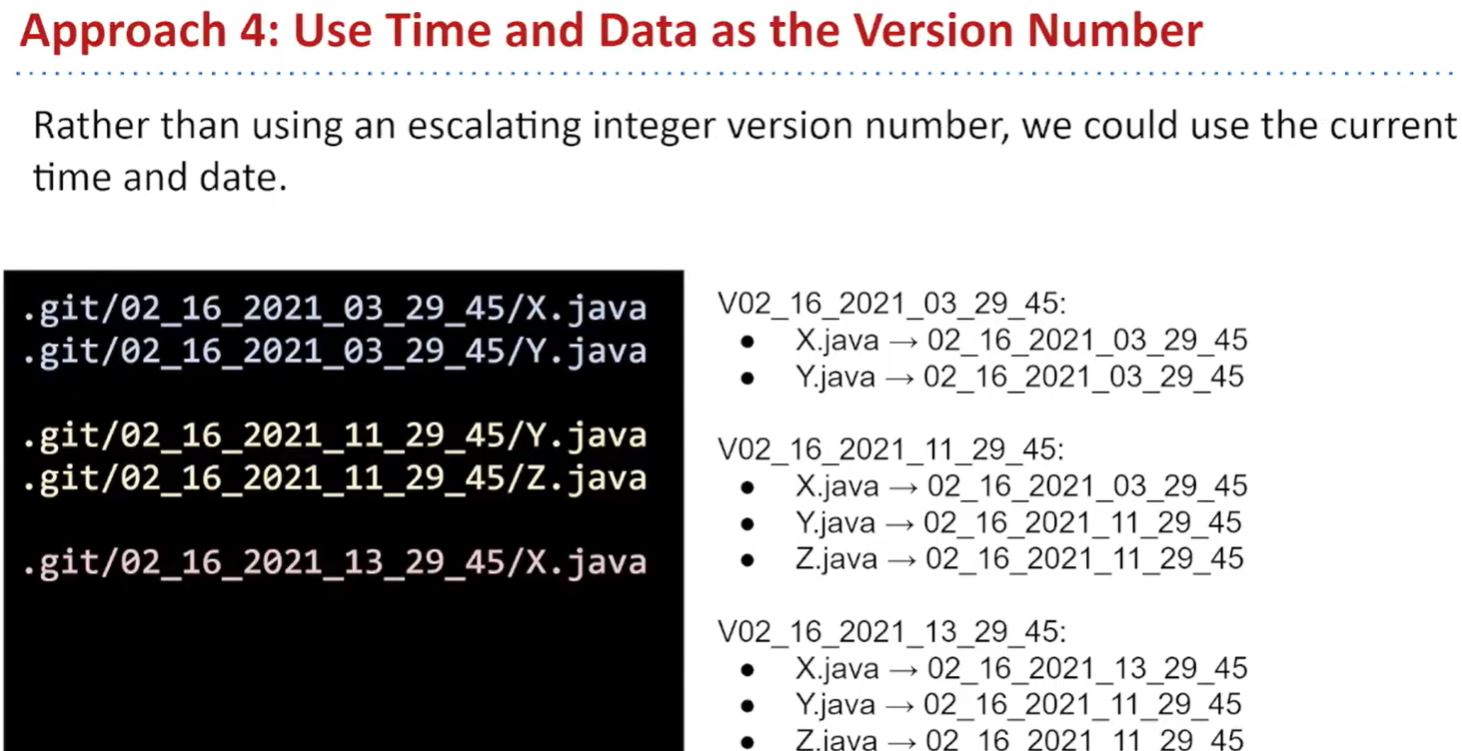 Approach 4: Use Time and Data as the Version Number
Rather than using an escalating integer version number, we could use the current
time and date.
.git/02_16_2021_03_29_45/X.java
.git/02_16_2021_03_29_45/Y.java
.git/02_16_2021_11_29_45/Y.java
.git/02_16_2021_11_29_45/Z.java
.git/02_16_2021_13_29_45/X.java
V02_16_2021_03_29_45:
● X.java → 02_16_2021_03_29_45
● Y.java → 02_16_2021_03_29_45
V02_16_2021_11_29_45:
● X.java → 02_16_2021_03_29_45
● Y.java → 02_16_2021_11_29_45
● Z.java → 02_16_2021_11_29_45
V02_16_2021_13_29_45:
● X.java → 02_16_2021_13_29_45
● Y.java → 02_16_2021_11_29_45
● Z.java → 02_16_2021_11_29_45